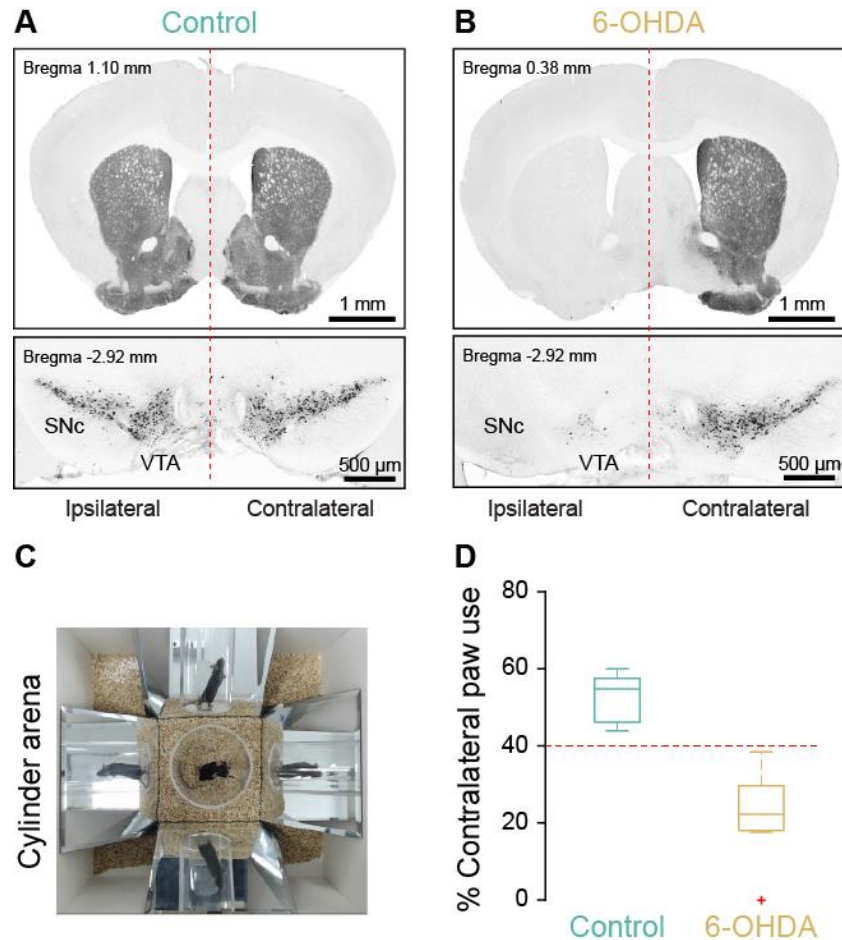 A
Control
Bregma 1.10 mm
1 mm
Bregma -2.92 mm
SNc
VTA
500 µm
Ipsilateral
Contralateral
B
6-OHDA
Bregma 0.38 mm
1 mm
Bregma -2.92 mm
SNc
VTA
500 µm
Ipsilateral
Contralateral
C
Cylinder arena
D
% Contralateral paw use
80
60
40
20
0
Control
6-OHDA